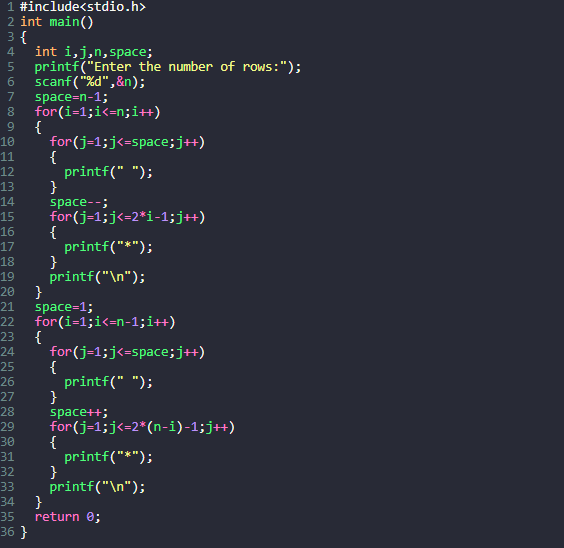 1 #include<stdio.h>
2 int main()
3 {
4   int i,j,n,space;
5   printf("Enter the number of rows:");
6   scanf("%d",&n);
7   space=n-1;
8   for(i=1;i<=n;i++)
9   {
10     for(j=1;j<=space;j++)
11     {
12       printf(" ");
13     }
14     space--;
15     for(j=1;j<=2*i-1;j++)
16     {
17       printf("*");
18     }
19     printf("\n");
20   }
21   space=1;
22   for(i=1;i<=n-1;i++)
23   {
24     for(j=1;j<=space;j++)
25     {
26       printf(" ");
27     }
28     space++;
29     for(j=1;j<=2*(n-i)-1;j++)
30     {
31       printf("*");
32     }
33     printf("\n");
34   }
35   return 0;
36 }